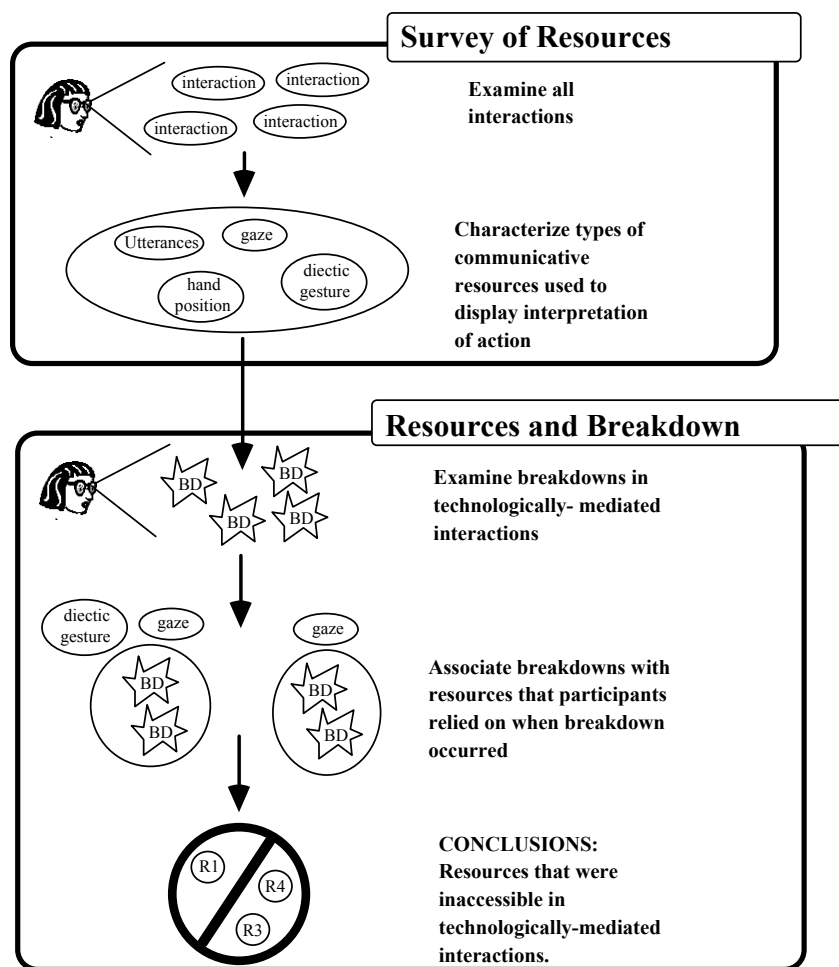 Survey of Resources
interaction
interaction
interaction
interaction
Examine all
interactions
Utterances
gaze
hand
position
diectic
gesture
Characterize types of
communicative
resources used to
display interpretation
of action
Resources and Breakdown
BD
BD
BD
BD
Examine breakdowns in
technologically- mediated
interactions
diectic
gesture
gaze
gaze
BD
BD
BD
BD
Associate breakdowns with
resources that participants
relied on when breakdown
occurred
R1
R4
R3
CONCLUSIONS:
Resources that were
inaccessible in
technologically-mediated
interactions.